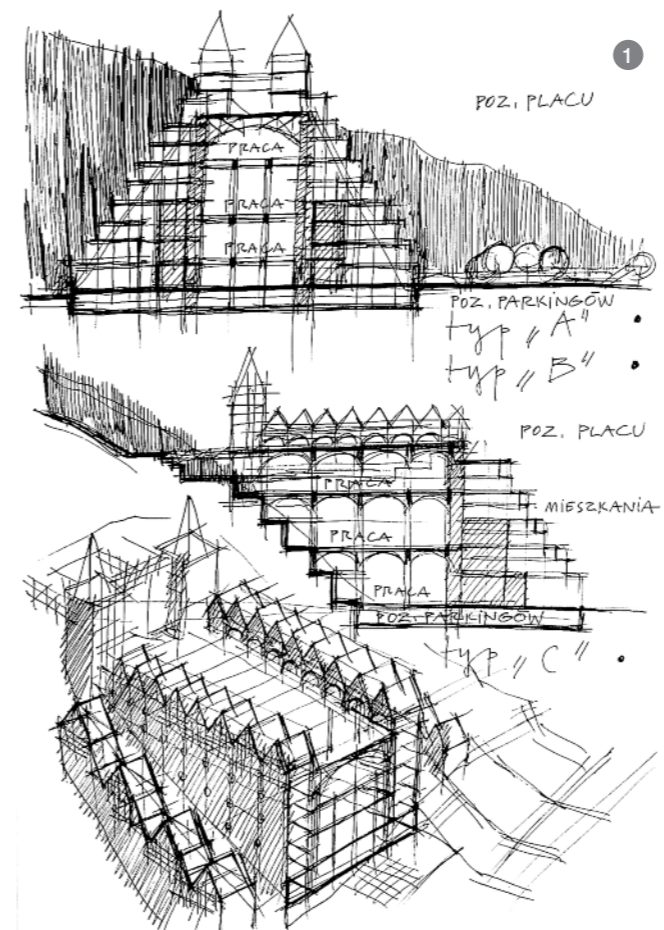 1
POZ. PLACU
PRACA
PRACA
PRACA
POZ. PARKINGÓW
typ „A"
typ „B"
POZ. PLACU
PRACA
MIESZKANIA
PRACA
PRACA
POZ. PARKINGÓW
typ „C"